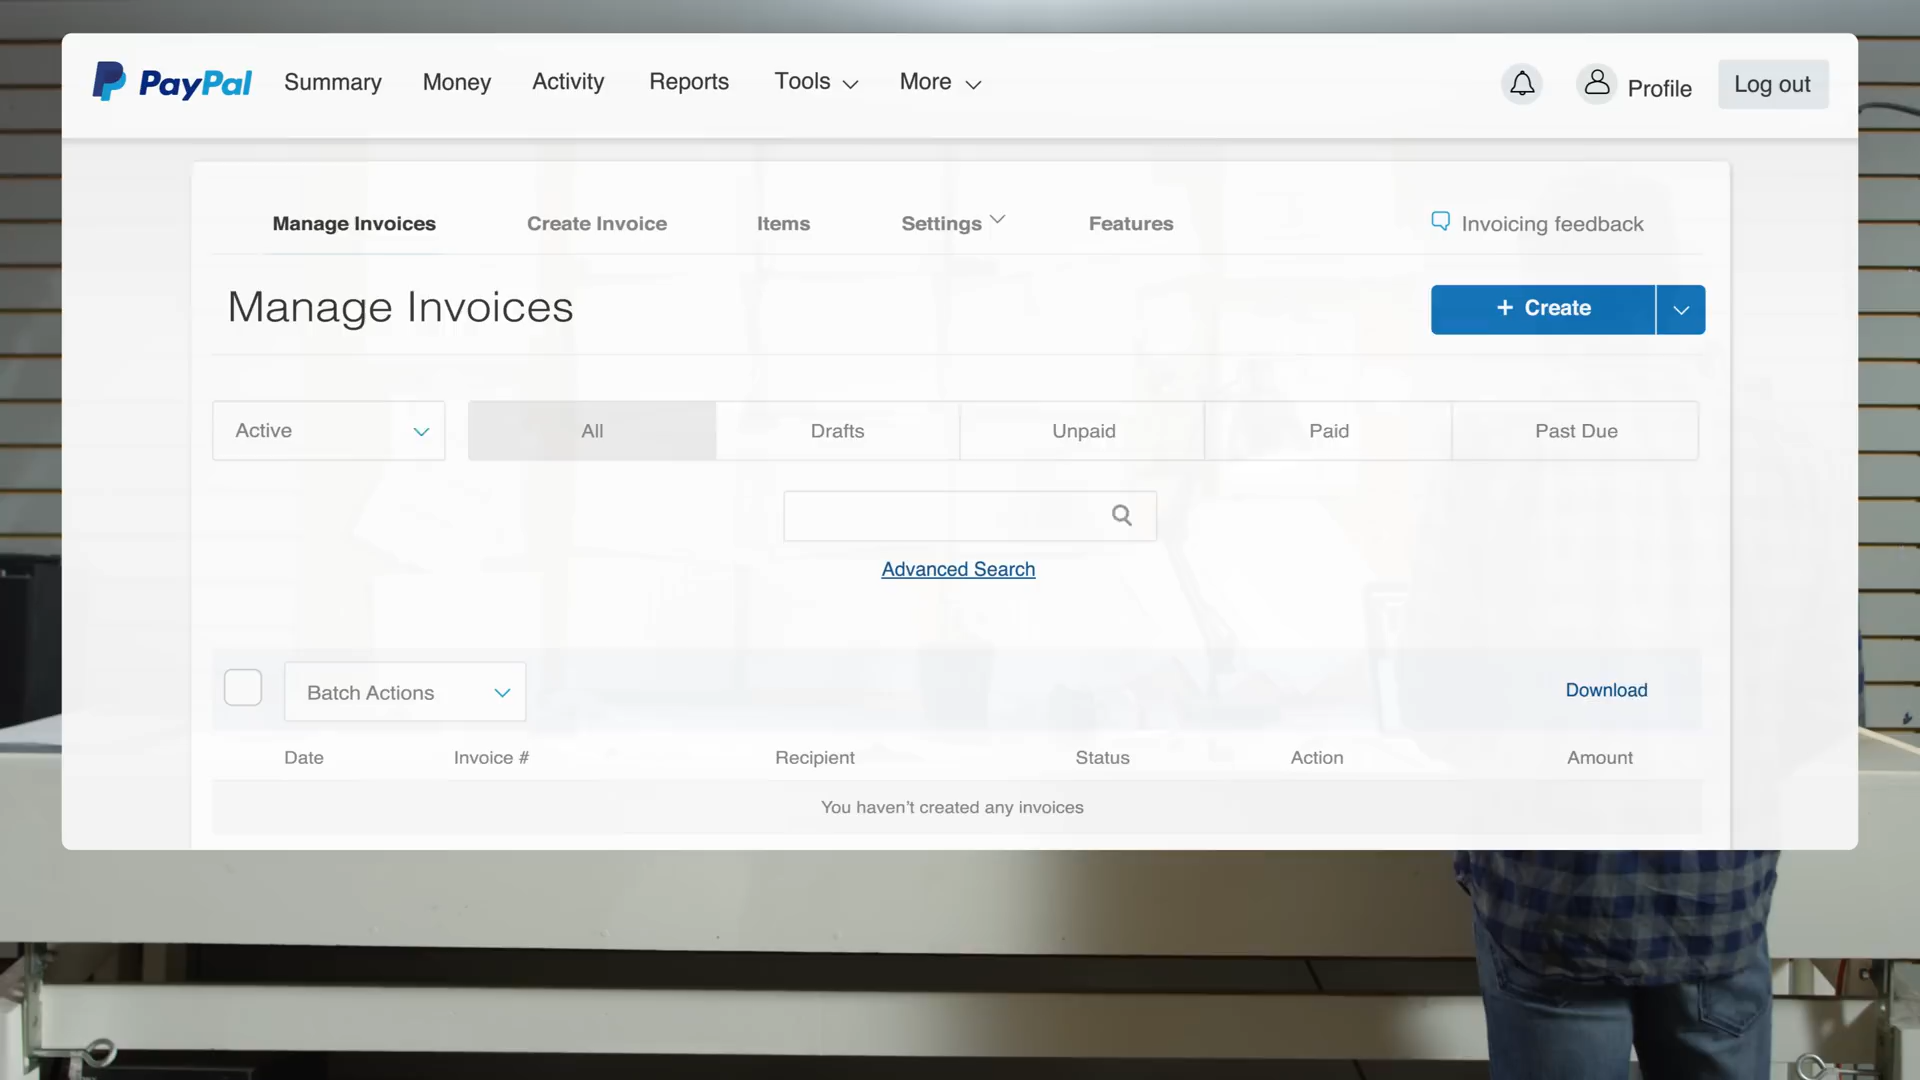 PayPal Summary Money Activity Reports Tools More Profile Log out
Manage Invoices Create Invoice Items Settings Features Invoicing feedback
Manage Invoices + Create
Active All Drafts Unpaid Paid Past Due
Advanced Search
Batch Actions Download
Date Invoice # Recipient Status Action Amount
You haven’t created any invoices